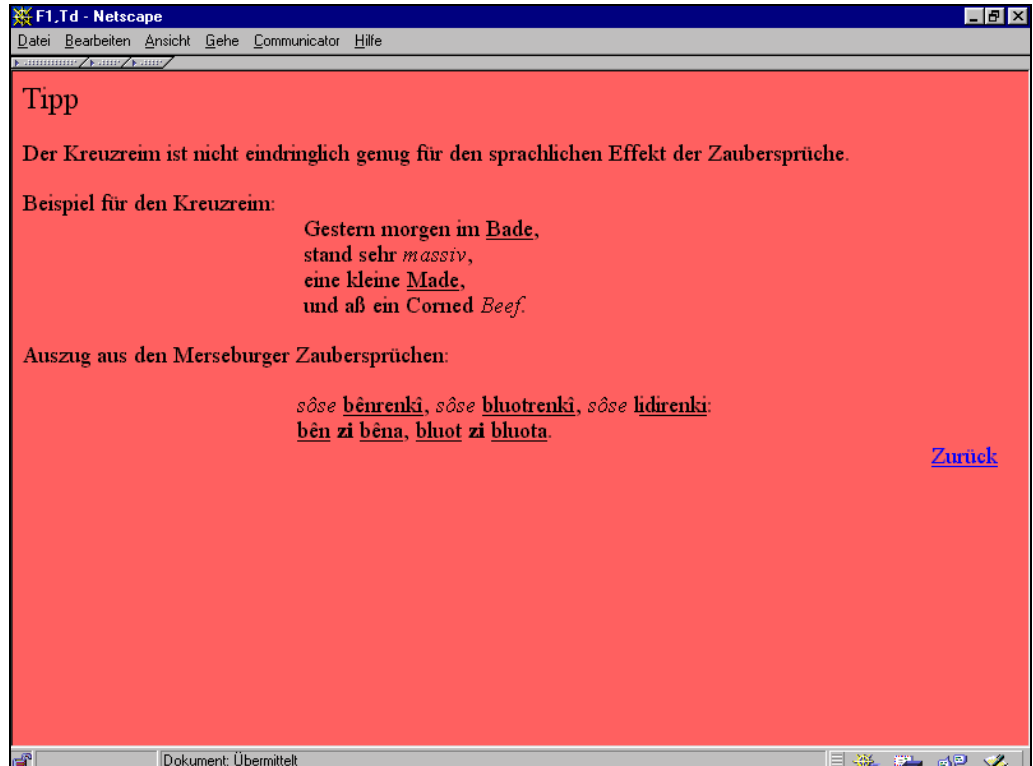 F1,Td - Netscape
Datei Bearbeiten Ansicht Gehe Communicator Hilfe
Tipp
Der Kreuzreim ist nicht eindringlich genug für den sprachlichen Effekt der Zaubersprüche.
Beispiel für den Kreuzreim:
Gestern morgen im Bade,
stand sehr massiv,
eine kleine Made,
und aß ein Corned Beef.
Auszug aus den Merseburger Zaubersprüchen:
sôse bênrenkî, sôse bluotrenkî, sôse lidirenki:
bên zi bêna, bluot zi bluota.
Zurück
Dokument: Übermittelt